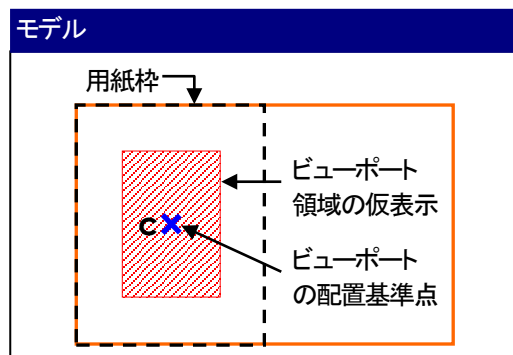 モデル
用紙枠
ビューポート
領域の仮表示
C
ビューポート
の配置基準点